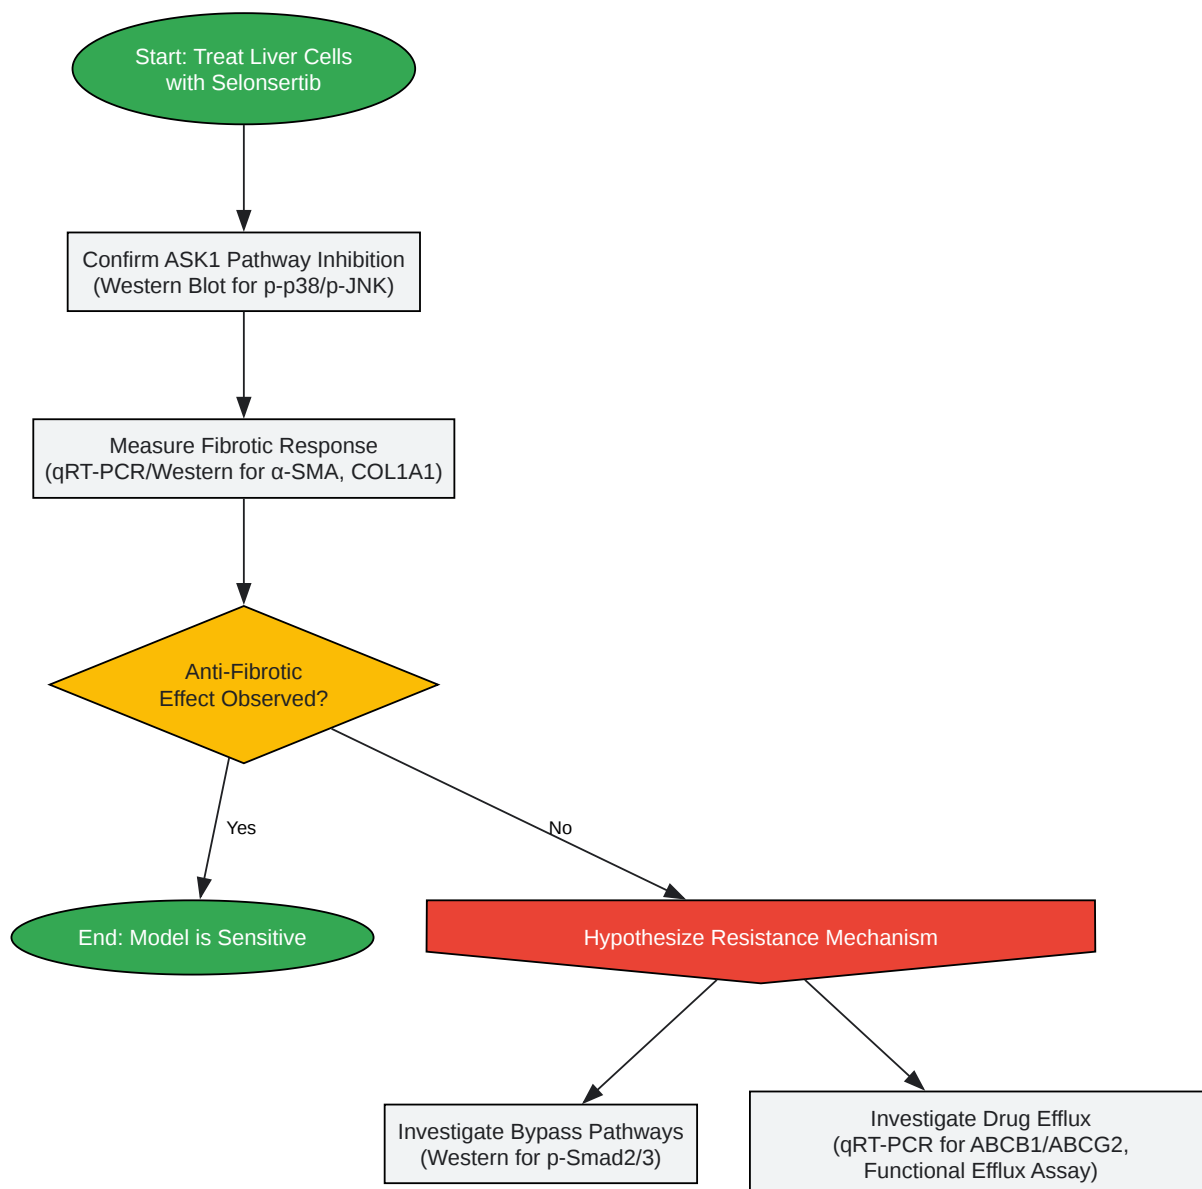 Start: Treat Liver Cells
with Selonsertib
Confirm ASK1 Pathway Inhibition
(Western Blot for p-p38/p-JNK)
Measure Fibrotic Response
(qRT-PCR/Western for α-SMA, COL1A1)
Anti-Fibrotic
Effect Observed?
Yes
No
End: Model is Sensitive
Hypothesize Resistance Mechanism
Investigate Bypass Pathways
(Western for p-Smad2/3)
Investigate Drug Efflux
(qRT-PCR for ABCB1/ABCG2,
Functional Efflux Assay)